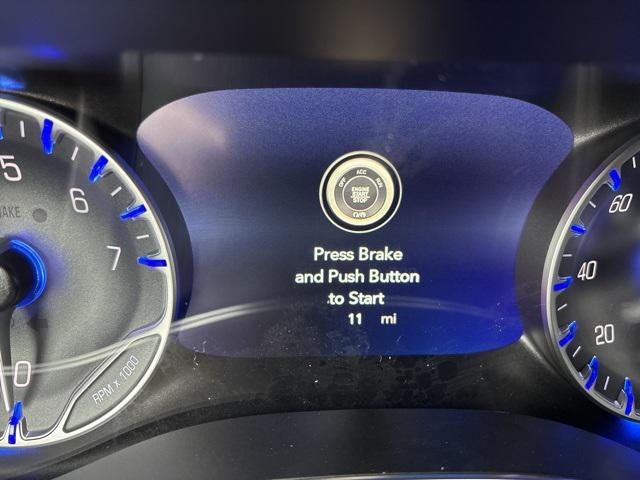 5
6
7
0
RPM x 1000
OFF
ACC
RUN
ENGINE
START
STOP
Press Brake
and Push Button
to Start
11 mi
60
40
20